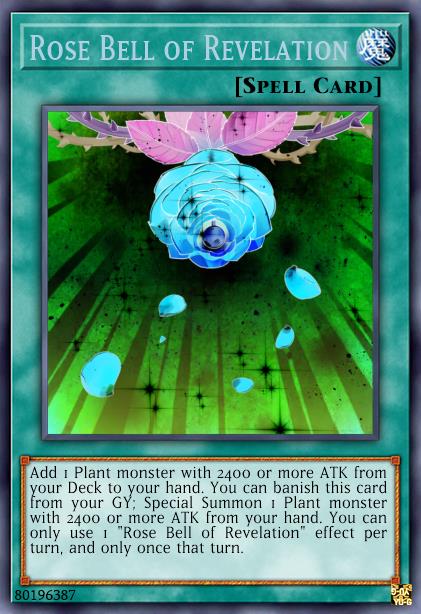 Rose Bell of Revelation 魔
[Spell Card]
Add 1 Plant monster with 2400 or more ATK from
your Deck to your hand. You can banish this card
from your GY; Special Summon 1 Plant monster
with 2400 or more ATK from your hand. You can
only use 1 "Rose Bell of Revelation" effect per
turn, and only once that turn.
80196387